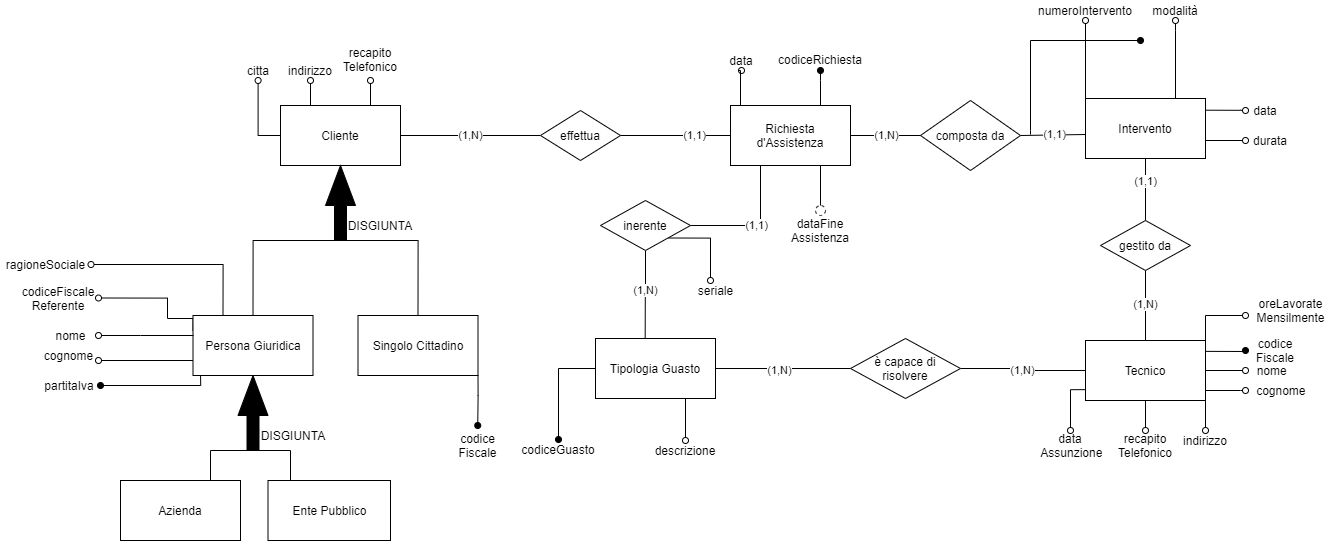 numeroIntervento
modalità
recapito
Telefonico
citta
indirizzo
data
codiceRichiesta
Cliente
(1,N)
effettua
(1,1)
Richiesta
d'Assistenza
(1,N)
composta da
(1,1)
Intervento
data
durata
(1,1)
DISGIUNTA
inerente
(1,1)
dataFine
Assistenza
gestito da
ragioneSociale
codiceFiscale
Referente
(1,N)
seriale
(1,N)
oreLavorate
Mensilmente
nome
cognome
partitaIva
Persona Giuridica
Singolo Cittadino
Tipologia Guasto
(1,N)
è capace di
risolvere
(1,N)
Tecnico
codice
Fiscale
nome
cognome
DISGIUNTA
codice
Fiscale
codiceGuasto
descrizione
data
Assunzione
recapito
Telefonico
indirizzo
Azienda
Ente Pubblico